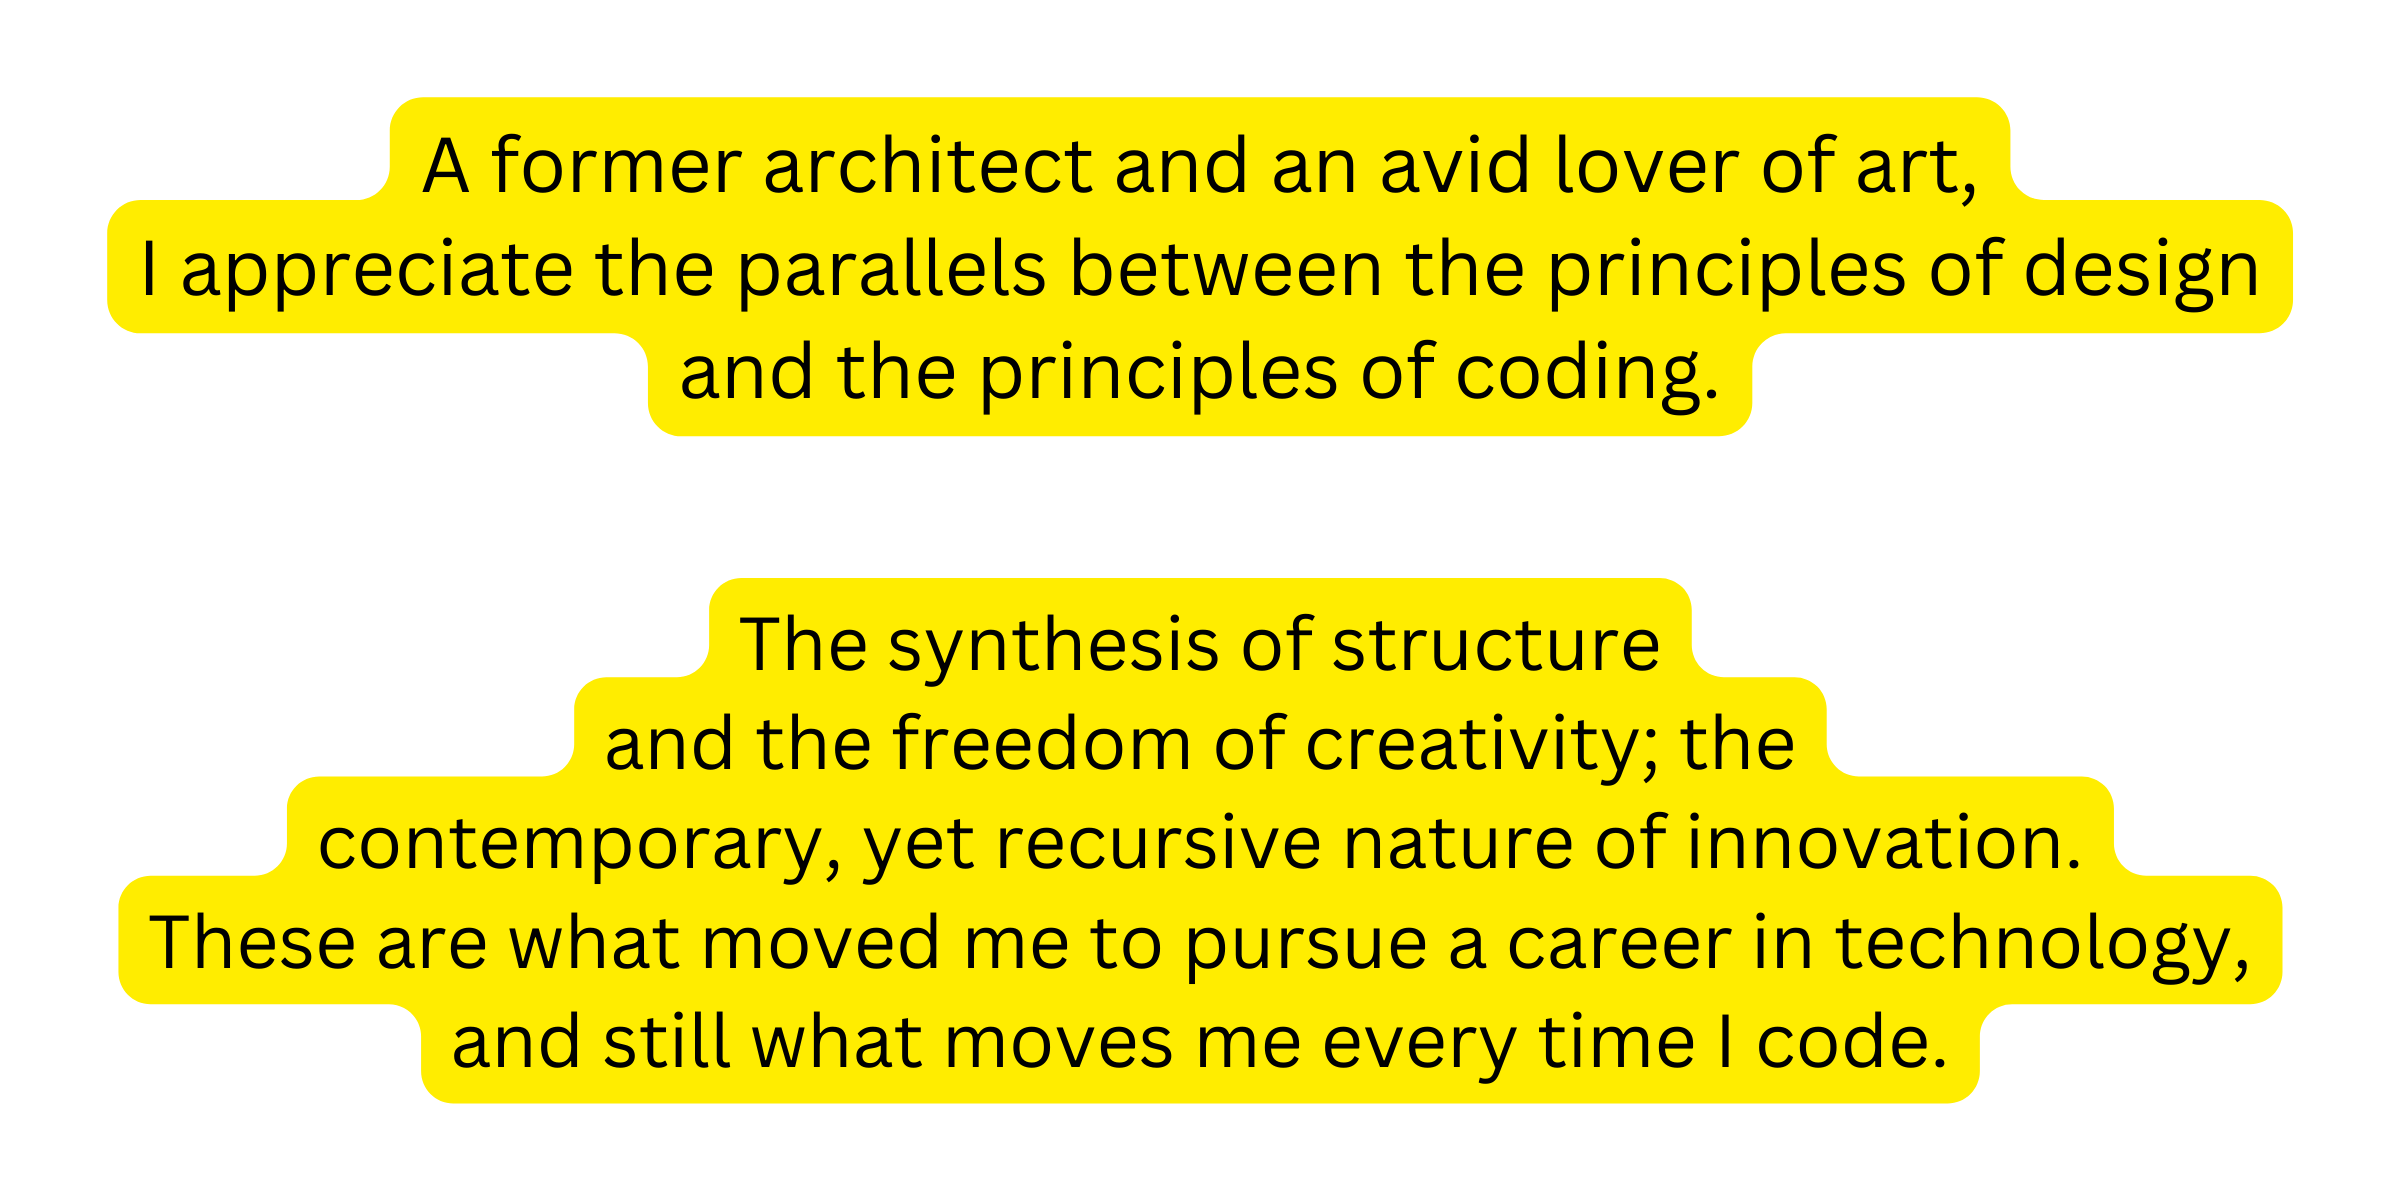 A former architect and an avid lover of art,
I appreciate the parallels between the principles of design
and the principles of coding.
The synthesis of structure
and the freedom of creativity; the
contemporary, yet recursive nature of innovation.
These are what moved me to pursue a career in technology,
and still what moves me every time I code.